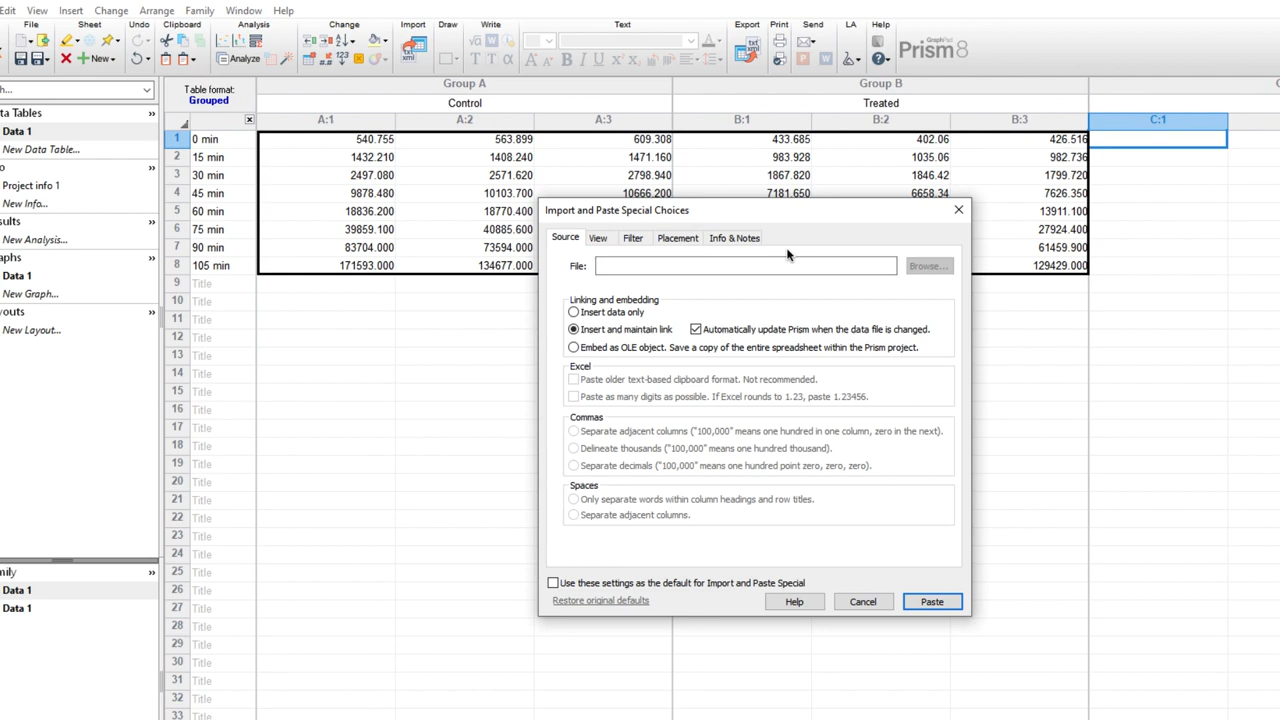 Edit View Insert Change Arrange Family Window Help
File Sheet Undo Clipboard Analysis Change Import Draw Write Text Export Print Send LA Help
New Analyze txt xml √α W T T Ω A A B I U x² x₂ A txt xml P W GraphPad Prism 8
h...
Table format:
Grouped
Group A Group B
Control Treated
A:1 A:2 A:3 B:1 B:2 B:3 C:1
1 0 min 540.755 563.899 609.308 433.685 402.06 426.516
2 15 min 1432.210 1408.240 1471.160 983.928 1035.06 982.736
3 30 min 2497.080 2571.620 2798.940 1867.820 1846.42 1799.720
4 45 min 9878.480 10103.700 10666.200 7181.650 6658.34 7626.350
5 60 min 18836.200 18770.400 13911.100
6 75 min 39859.100 40885.600 27924.400
7 90 min 83704.000 73594.000 61459.900
8 105 min 171593.000 134677.000 129429.000
9 Title
10 Title
11 Title
12 Title
13 Title
14 Title
15 Title
16 Title
17 Title
18 Title
19 Title
20 Title
21 Title
22 Title
23 Title
24 Title
25 Title
26 Title
27 Title
28 Title
29 Title
30 Title
31 Title
32 Title
33 Title
ta Tables »
Data 1
New Data Table...
o »
Project info 1
New Info...
sults »
New Analysis...
aphs »
Data 1
New Graph...
outs »
New Layout...
mily »
Data 1
Data 1
Import and Paste Special Choices
Source View Filter Placement Info & Notes
File: Browse...
Linking and embedding
Insert data only
Insert and maintain link Automatically update Prism when the data file is changed.
Embed as OLE object. Save a copy of the entire spreadsheet within the Prism project.
Excel
Paste older text-based clipboard format. Not recommended.
Paste as many digits as possible. If Excel rounds to 1.23, paste 1.23456.
Commas
Separate adjacent columns ("100,000" means one hundred in one column, zero in the next).
Delineate thousands ("100,000" means one hundred thousand).
Separate decimals ("100,000" means one hundred point zero, zero, zero).
Spaces
Only separate words within column headings and row titles.
Separate adjacent columns.
Use these settings as the default for Import and Paste Special
Restore original defaults Help Cancel Paste